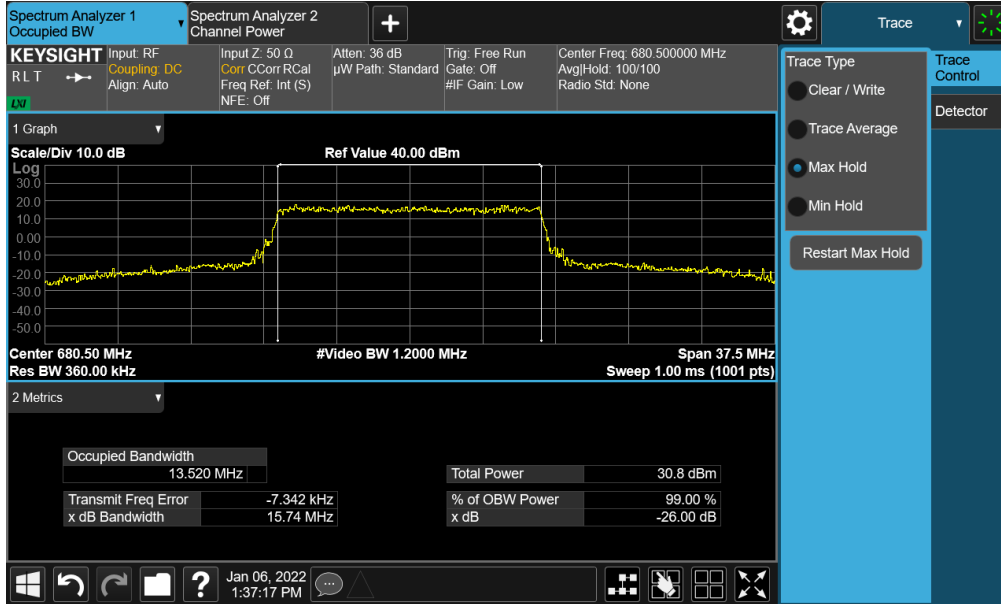 Spectrum Analyzer 1
Occupied BW
Spectrum Analyzer 2
Channel Power
Trace
KEYSIGHT
R L T
LXI
Input: RF
Coupling: DC
Align: Auto
Input Z: 50 Ω
Corr CCorr RCal
Freq Ref: Int (S)
NFE: Off
Atten: 36 dB
µW Path: Standard
Trig: Free Run
Gate: Off
#IF Gain: Low
Center Freq: 680.500000 MHz
Avg|Hold: 100/100
Radio Std: None
Trace Type
Clear / Write
Trace Average
Max Hold
Min Hold
Restart Max Hold
Trace
Control
Detector
1 Graph
Scale/Div 10.0 dB
Ref Value 40.00 dBm
Log
30.0
20.0
10.0
0.00
-10.0
-20.0
-30.0
-40.0
-50.0
Center 680.50 MHz
#Video BW 1.2000 MHz
Span 37.5 MHz
Res BW 360.00 kHz
Sweep 1.00 ms (1001 pts)
2 Metrics
Occupied Bandwidth
13.520 MHz
Total Power 30.8 dBm
Transmit Freq Error -7.342 kHz
% of OBW Power 99.00 %
x dB Bandwidth 15.74 MHz
x dB -26.00 dB
?
Jan 06, 2022
1:37:17 PM